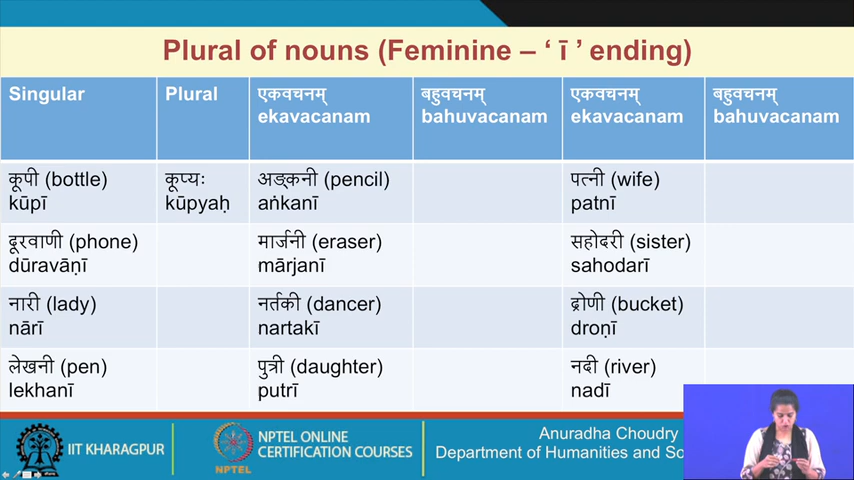 Plural of nouns (Feminine – ‘ ī ’ ending)
Singular
Plural
एकवचनम्
ekavacanam
बहुवचनम्
bahuvacanam
एकवचनम्
ekavacanam
बहुवचनम्
bahuvacanam
कूपी (bottle)
kūpī
कूप्यः
kūpyaḥ
अङ्कनी (pencil)
aṅkanī
पत्नी (wife)
patnī
दूरवाणी (phone)
dūravāṇī
मार्जनी (eraser)
mārjanī
सहोदरी (sister)
sahodarī
नारी (lady)
nārī
नर्तकी (dancer)
nartakī
द्रोणी (bucket)
droṇī
लेखनी (pen)
lekhanī
पुत्री (daughter)
putrī
नदी (river)
nadī
IIT KHARAGPUR
NPTEL
NPTEL ONLINE
CERTIFICATION COURSES
Anuradha Choudry
Department of Humanities and So